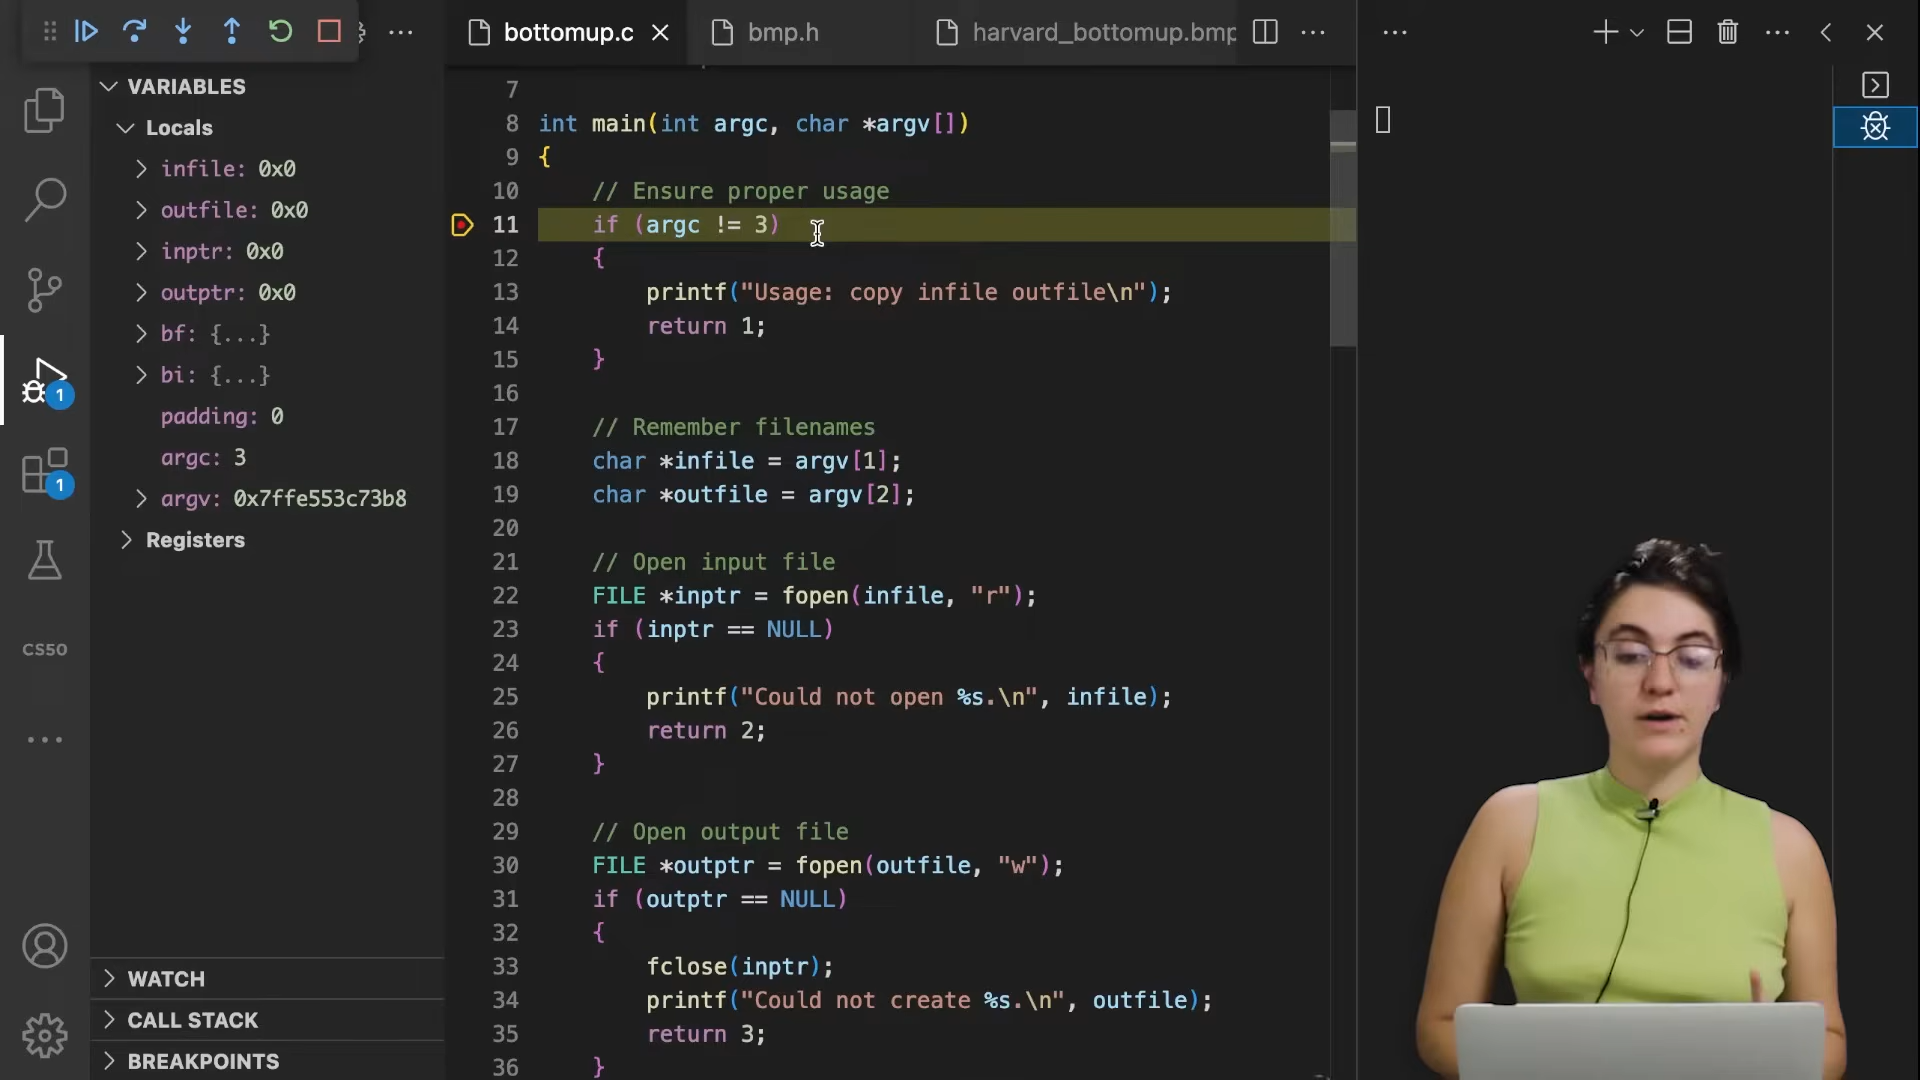 bottomup.c
bmp.h
harvard_bottomup.bmp
VARIABLES
Locals
infile: 0x0
outfile: 0x0
inptr: 0x0
outptr: 0x0
bf: {...}
bi: {...}
padding: 0
argc: 3
argv: 0x7ffe553c73b8
Registers
1
1
CS50
WATCH
CALL STACK
BREAKPOINTS
7
8 int main(int argc, char *argv[])
9 {
10 // Ensure proper usage
11 if (argc != 3)
12 {
13 printf("Usage: copy infile outfile\n");
14 return 1;
15 }
16
17 // Remember filenames
18 char *infile = argv[1];
19 char *outfile = argv[2];
20
21 // Open input file
22 FILE *inptr = fopen(infile, "r");
23 if (inptr == NULL)
24 {
25 printf("Could not open %s.\n", infile);
26 return 2;
27 }
28
29 // Open output file
30 FILE *outptr = fopen(outfile, "w");
31 if (outptr == NULL)
32 {
33 fclose(inptr);
34 printf("Could not create %s.\n", outfile);
35 return 3;
36 }